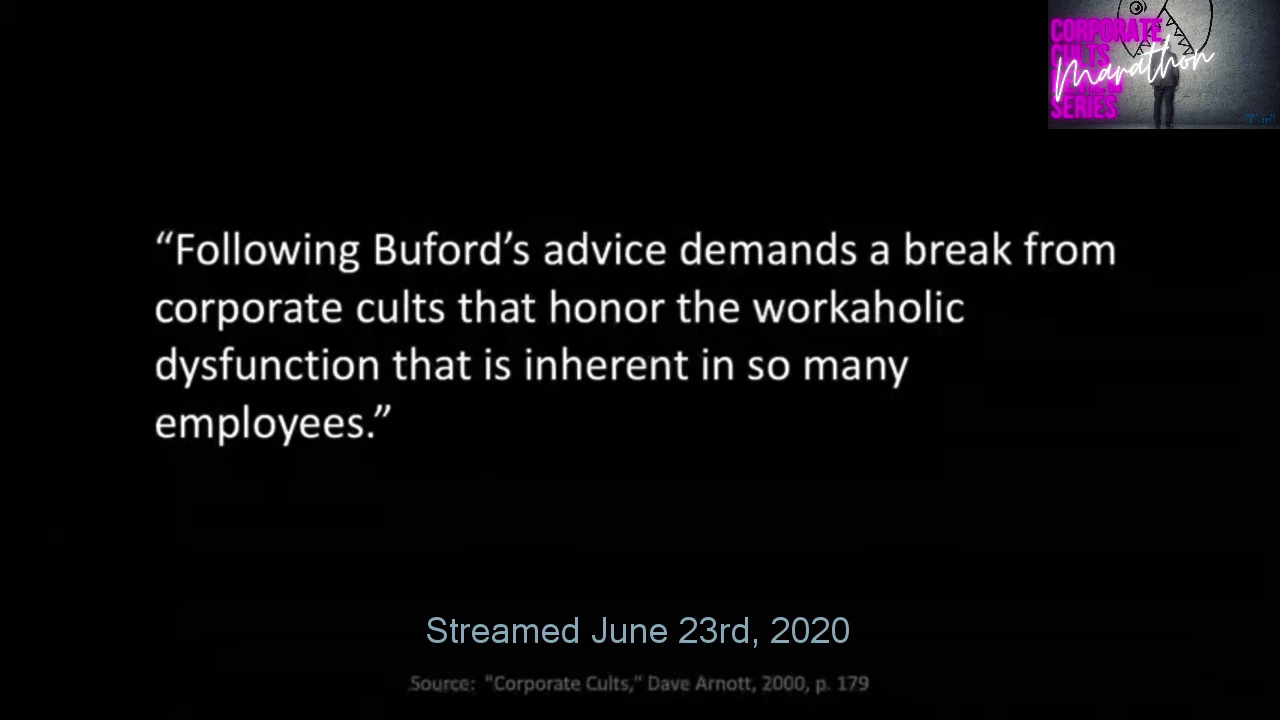 CORPORATE
CULTS
Marathon
SERIES
“Following Buford’s advice demands a break from
corporate cults that honor the workaholic
dysfunction that is inherent in so many
employees.”
Streamed June 23rd, 2020
Source: "Corporate Cults," Dave Arnott, 2000, p. 179